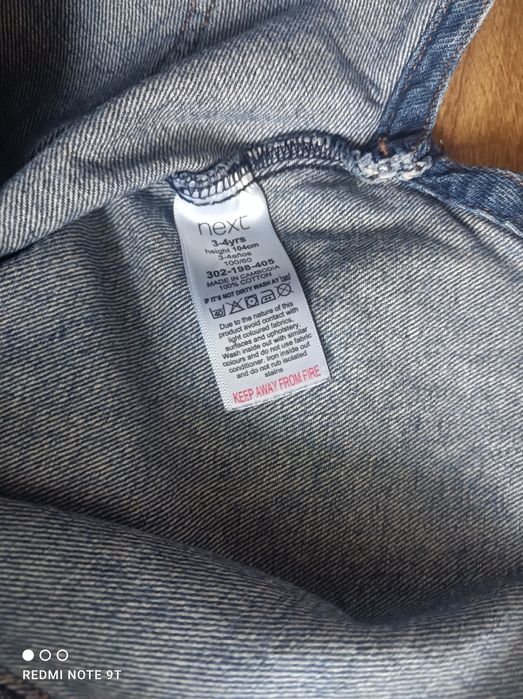 next
3-4yrs
height 104cm
3-4años
100/60
302-198-405
MADE IN CAMBODIA
100% COTTON
IF IT'S NOT DIRTY WASH AT
Due to the nature of this
product avoid contact with
light coloured fabrics,
surfaces and upholstery.
Wash inside out with similar
colours and do not use fabric
conditioner. Iron inside out
and do not rub isolated
stains
KEEP AWAY FROM FIRE
REDMI NOTE 9T